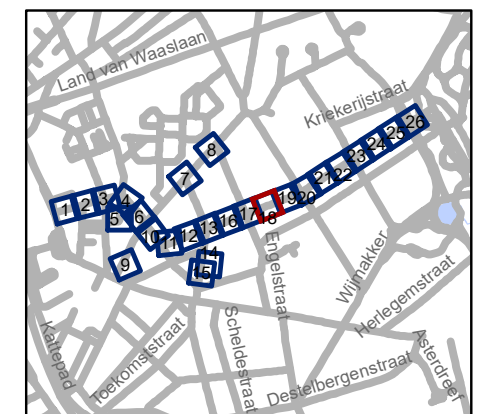 Land van Waaslaan
Kriekerijstraat
8
7
26
25
24
23
22
21
20
19
18
17
16
13
12
11
10
1
2
3
4
5
6
9
14
15
Engelstraat
Wijmakker
Herlegemstraat
Scheldestraat
Kattepad
Toekomststraat
Asterdreef
Destelbergenstraat